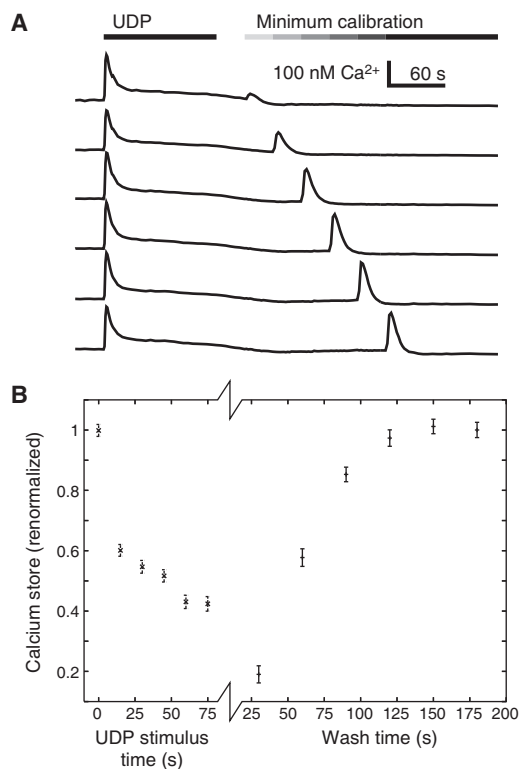 A
UDP
Minimum calibration
100 nM Ca²⁺
60 s
B
Calcium store (renormalized)
1
0.8
0.6
0.4
0.2
0 25 50 75
25 50 75 100 125 150 175 200
UDP stimulus
time (s)
Wash time (s)